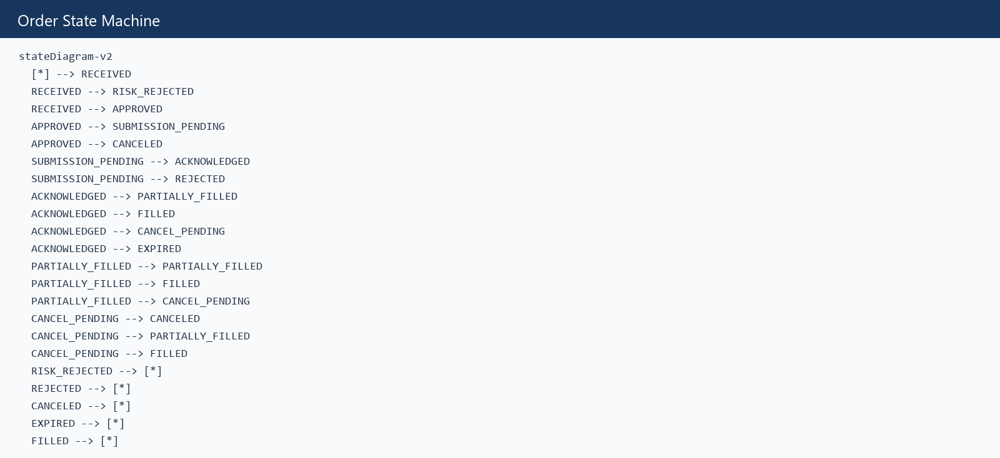 Order State Machine
stateDiagram-v2
[*] --> RECEIVED
RECEIVED --> RISK_REJECTED
RECEIVED --> APPROVED
APPROVED --> SUBMISSION_PENDING
APPROVED --> CANCELED
SUBMISSION_PENDING --> ACKNOWLEDGED
SUBMISSION_PENDING --> REJECTED
ACKNOWLEDGED --> PARTIALLY_FILLED
ACKNOWLEDGED --> FILLED
ACKNOWLEDGED --> CANCEL_PENDING
ACKNOWLEDGED --> EXPIRED
PARTIALLY_FILLED --> PARTIALLY_FILLED
PARTIALLY_FILLED --> FILLED
PARTIALLY_FILLED --> CANCEL_PENDING
CANCEL_PENDING --> CANCELED
CANCEL_PENDING --> PARTIALLY_FILLED
CANCEL_PENDING --> FILLED
RISK_REJECTED --> [*]
REJECTED --> [*]
CANCELED --> [*]
EXPIRED --> [*]
FILLED --> [*]